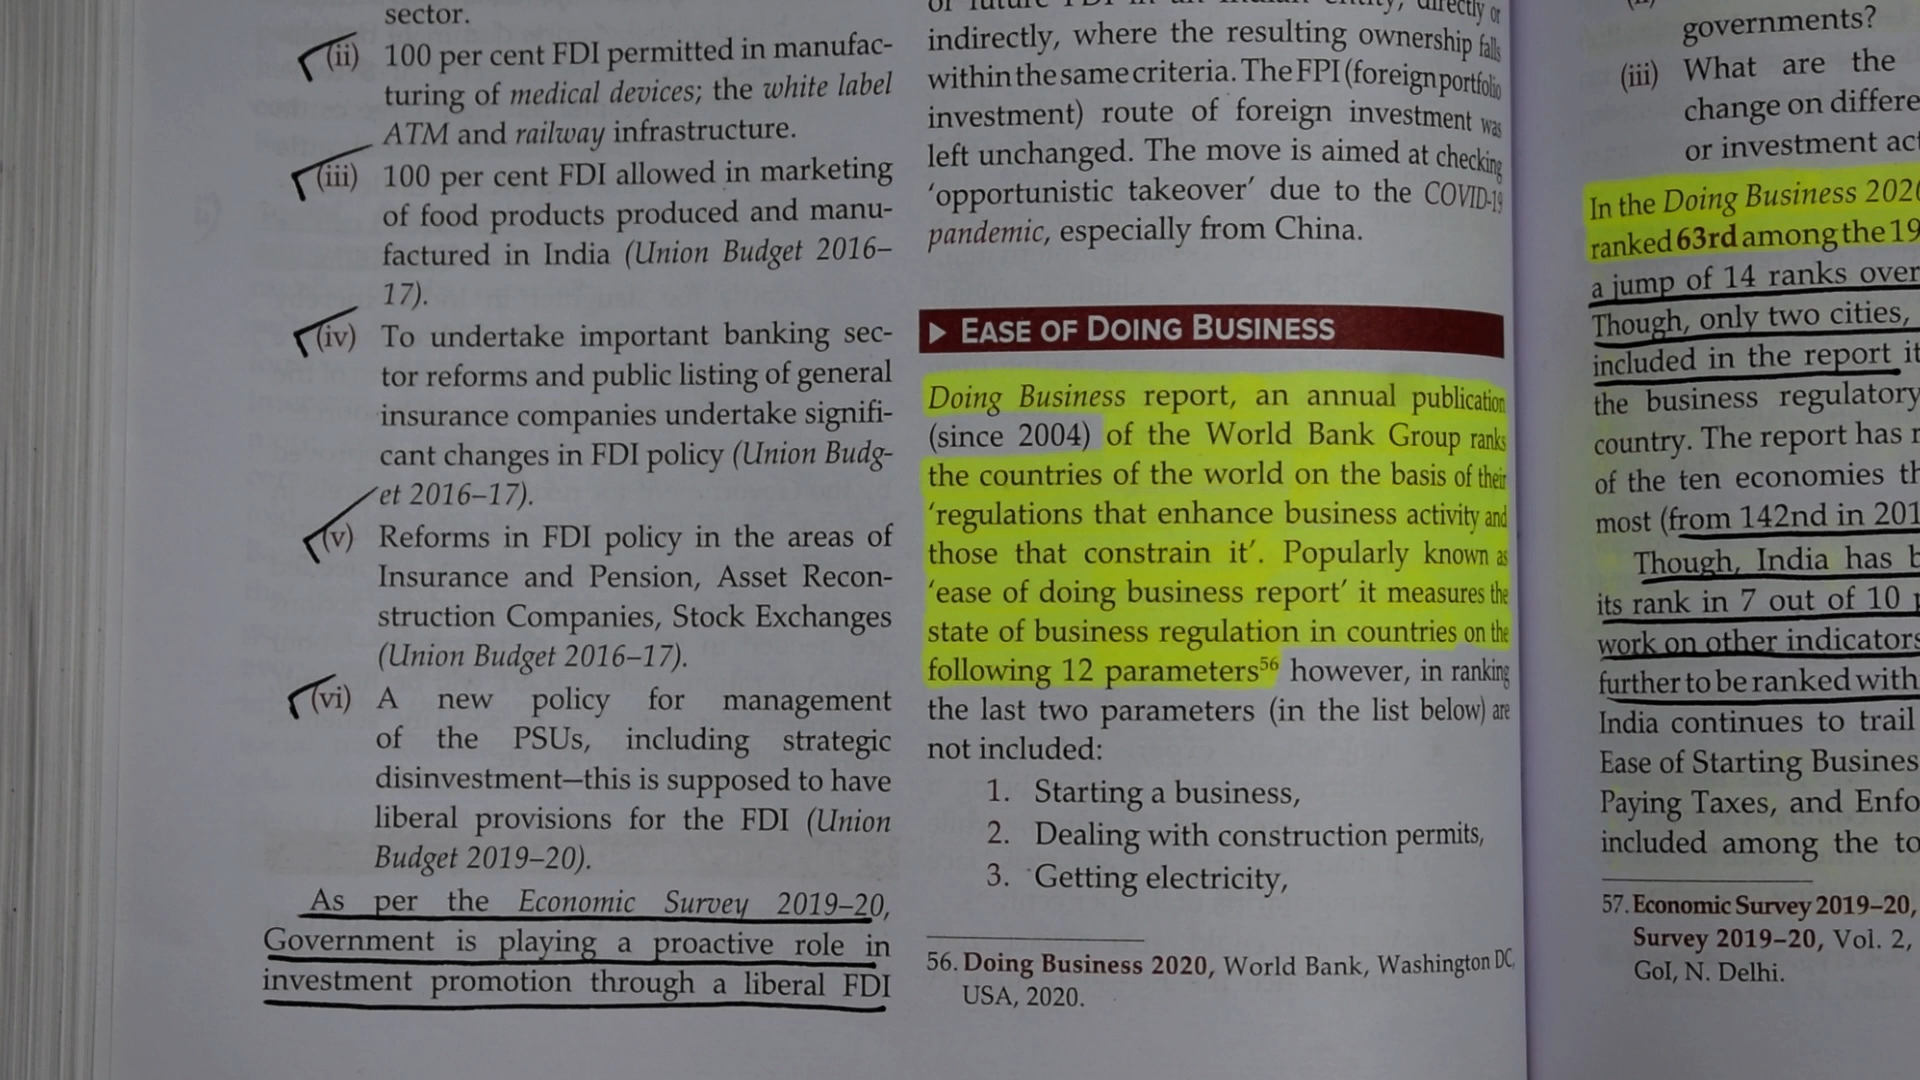 sector.
(ii) 100 per cent FDI permitted in manufac-
turing of medical devices; the white label
ATM and railway infrastructure.
(iii) 100 per cent FDI allowed in marketing
of food products produced and manu-
factured in India (Union Budget 2016–
17).
(iv) To undertake important banking sec-
tor reforms and public listing of general
insurance companies undertake signifi-
cant changes in FDI policy (Union Budg-
et 2016–17).
(v) Reforms in FDI policy in the areas of
Insurance and Pension, Asset Recon-
struction Companies, Stock Exchanges
(Union Budget 2016–17).
(vi) A new policy for management
of the PSUs, including strategic
disinvestment—this is supposed to have
liberal provisions for the FDI (Union
Budget 2019–20).
As per the Economic Survey 2019–20,
Government is playing a proactive role in
investment promotion through a liberal FDI
directly or
indirectly, where the resulting ownership falls
within the same criteria. The FPI (foreign portfolio
investment) route of foreign investment was
left unchanged. The move is aimed at checking
‘opportunistic takeover’ due to the COVID-19
pandemic, especially from China.
▶ EASE OF DOING BUSINESS
Doing Business report, an annual publication
(since 2004) of the World Bank Group ranks
the countries of the world on the basis of their
‘regulations that enhance business activity and
those that constrain it’. Popularly known as
‘ease of doing business report’ it measures the
state of business regulation in countries on the
following 12 parameters56 however, in ranking
the last two parameters (in the list below) are
not included:
1. Starting a business,
2. Dealing with construction permits,
3. Getting electricity,
56. Doing Business 2020, World Bank, Washington DC,
USA, 2020.
governments?
(iii) What are the
change on differe
or investment act
In the Doing Business 202
ranked 63rd among the 19
a jump of 14 ranks over
Though, only two cities,
included in the report it
the business regulatory
country. The report has
of the ten economies th
most (from 142nd in 201
Though, India has b
its rank in 7 out of 10
work on other indicators
further to be ranked with
India continues to trail
Ease of Starting Busines
Paying Taxes, and Enfo
included among the to
57. Economic Survey 2019–20,
Survey 2019–20, Vol. 2,
GoI, N. Delhi.